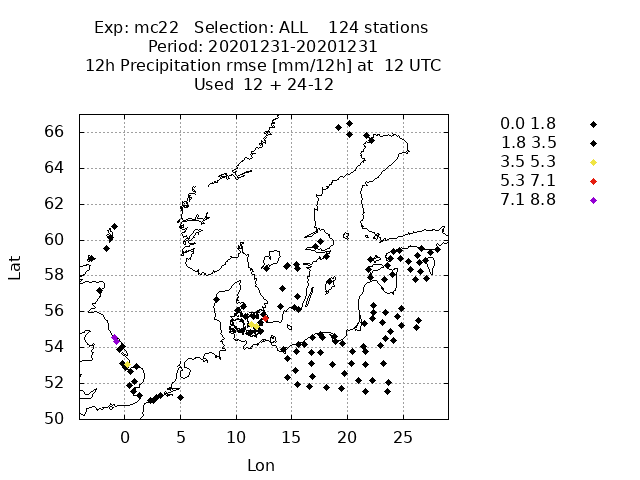 Exp: mc22 Selection: ALL 124 stations
Period: 20201231-20201231
12h Precipitation rmse [mm/12h] at 12 UTC
Used 12 + 24-12
0.0 1.8
1.8 3.5
3.5 5.3
5.3 7.1
7.1 8.8
66
64
62
60
58
56
54
52
50
Lat
0 5 10 15 20 25
Lon